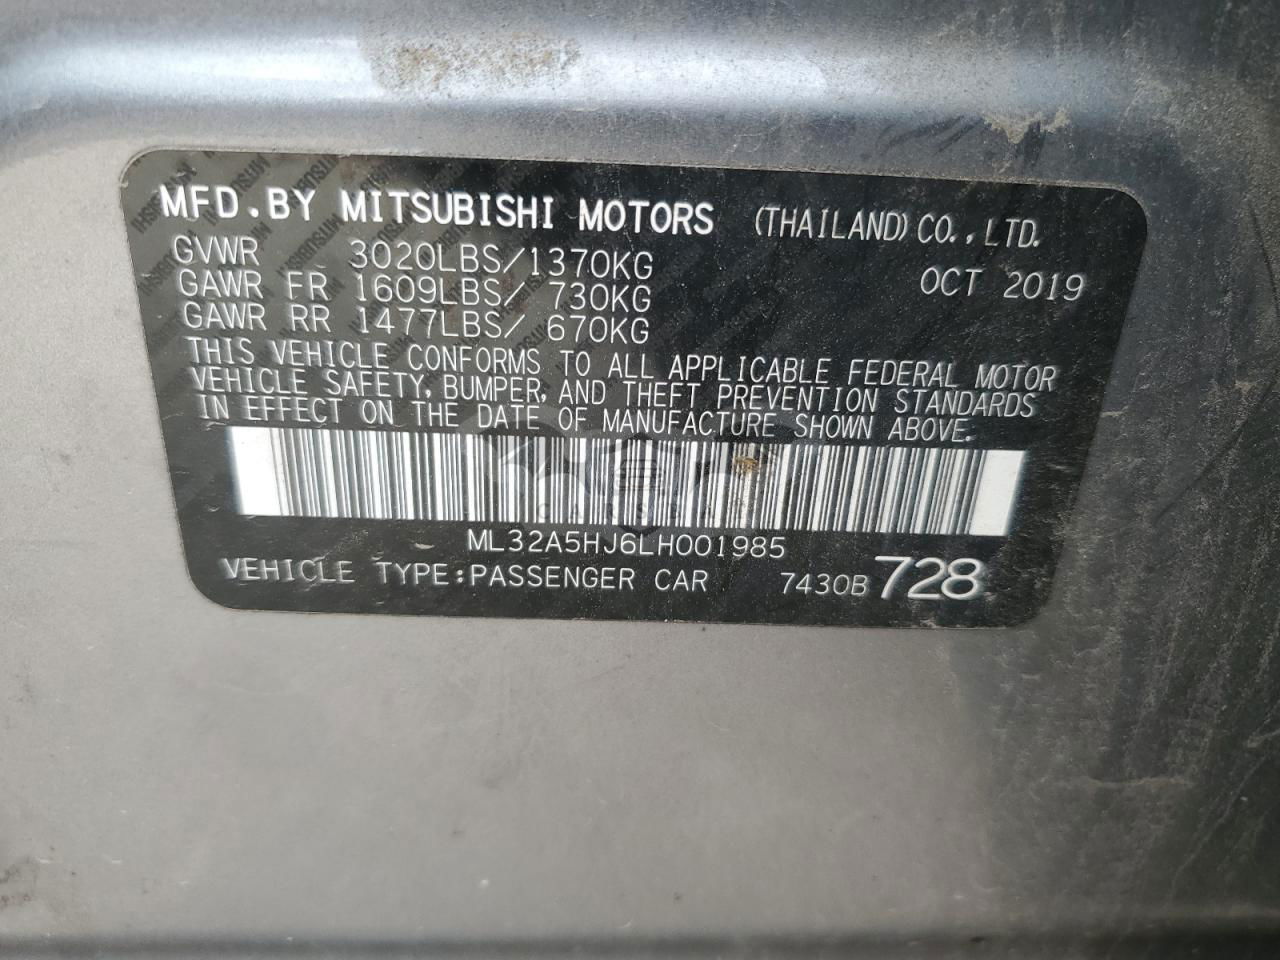 MFD.BY MITSUBISHI MOTORS (THAILAND) CO.,LTD.
GVWR 3020LBS/1370KG OCT 2019
GAWR FR 1609LBS/ 730KG
GAWR RR 1477LBS/ 670KG
THIS VEHICLE CONFORMS TO ALL APPLICABLE FEDERAL MOTOR
VEHICLE SAFETY, BUMPER, AND THEFT PREVENTION STANDARDS
IN EFFECT ON THE DATE OF MANUFACTURE SHOWN ABOVE.
ML32A5HJ6LH001985
VEHICLE TYPE:PASSENGER CAR 7430B 728